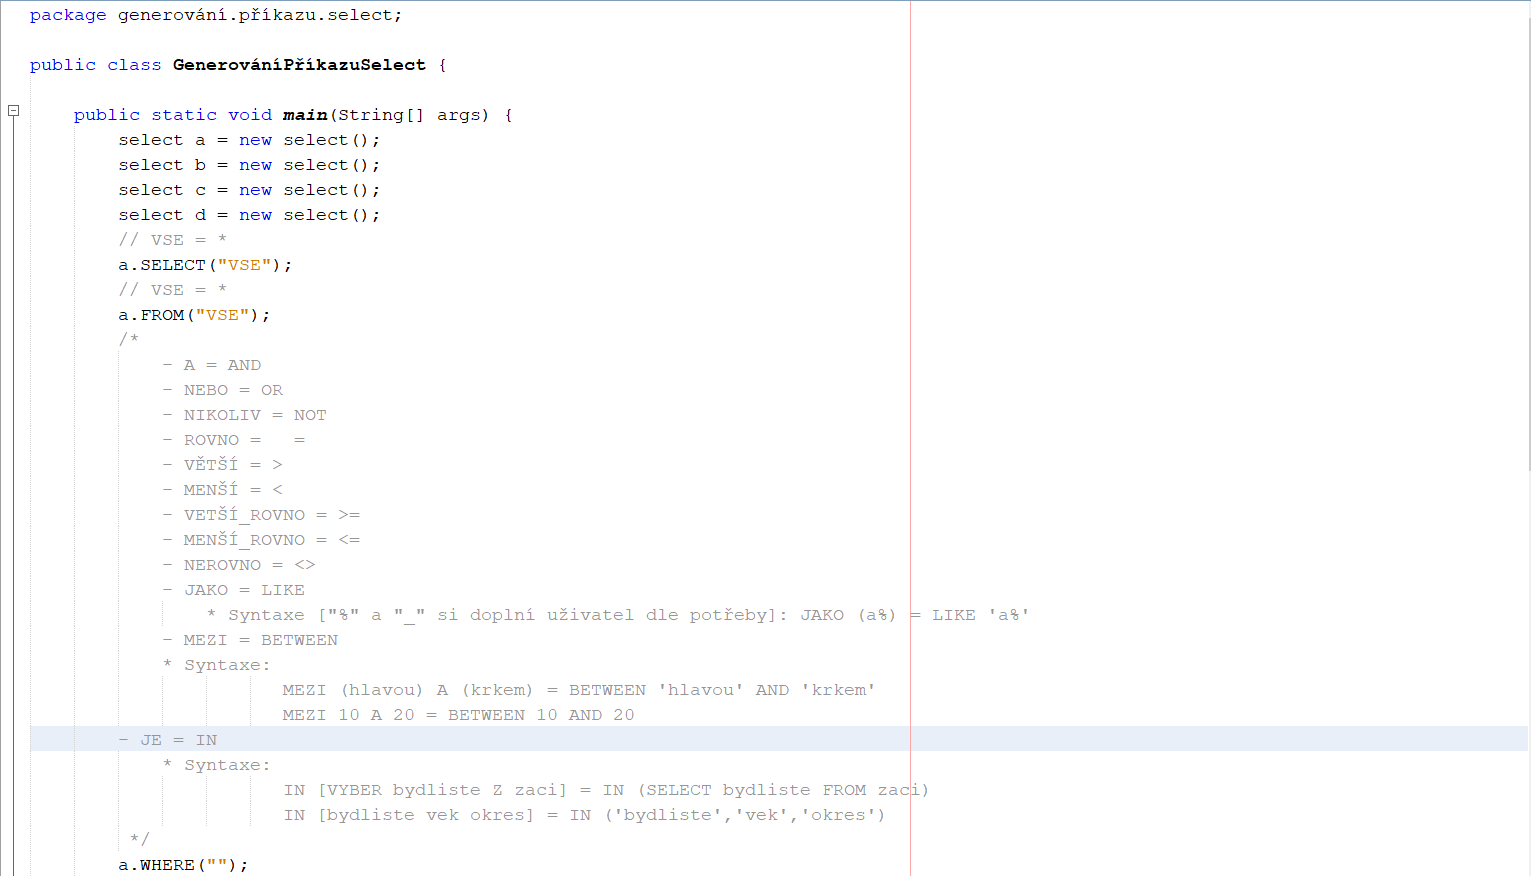 package generování.příkazu.select;
public class GenerováníPříkazuSelect {
public static void main(String[] args) {
select a = new select();
select b = new select();
select c = new select();
select d = new select();
// VSE = *
a.SELECT("VSE");
// VSE = *
a.FROM("VSE");
/*
- A = AND
- NEBO = OR
- NIKOLIV = NOT
- ROVNO =   =
- VĚTŠÍ = >
- MENŠÍ = <
- VETŠÍ_ROVNO = >=
- MENŠÍ_ROVNO = <=
- NEROVNO = <>
- JAKO = LIKE
* Syntaxe ["%" a "_" si doplní uživatel dle potřeby]: JAKO (a%) = LIKE 'a%'
- MEZI = BETWEEN
* Syntaxe:
MEZI (hlavou) A (krkem) = BETWEEN 'hlavou' AND 'krkem'
MEZI 10 A 20 = BETWEEN 10 AND 20
- JE = IN
* Syntaxe:
IN [VYBER bydliste Z zaci] = IN (SELECT bydliste FROM zaci)
IN [bydliste vek okres] = IN ('bydliste','vek','okres')
*/
a.WHERE("");